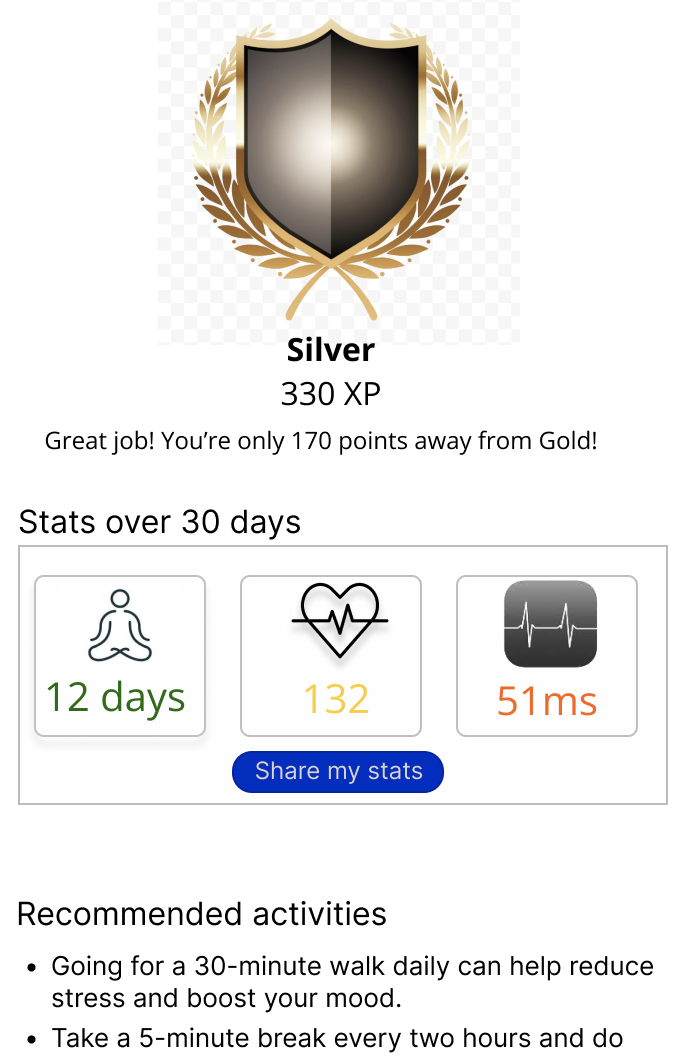 Silver
330 XP
Great job! You’re only 170 points away from Gold!
Stats over 30 days
12 days
132
51ms
Share my stats
Recommended activities
• Going for a 30-minute walk daily can help reduce
stress and boost your mood.
• Take a 5-minute break every two hours and do